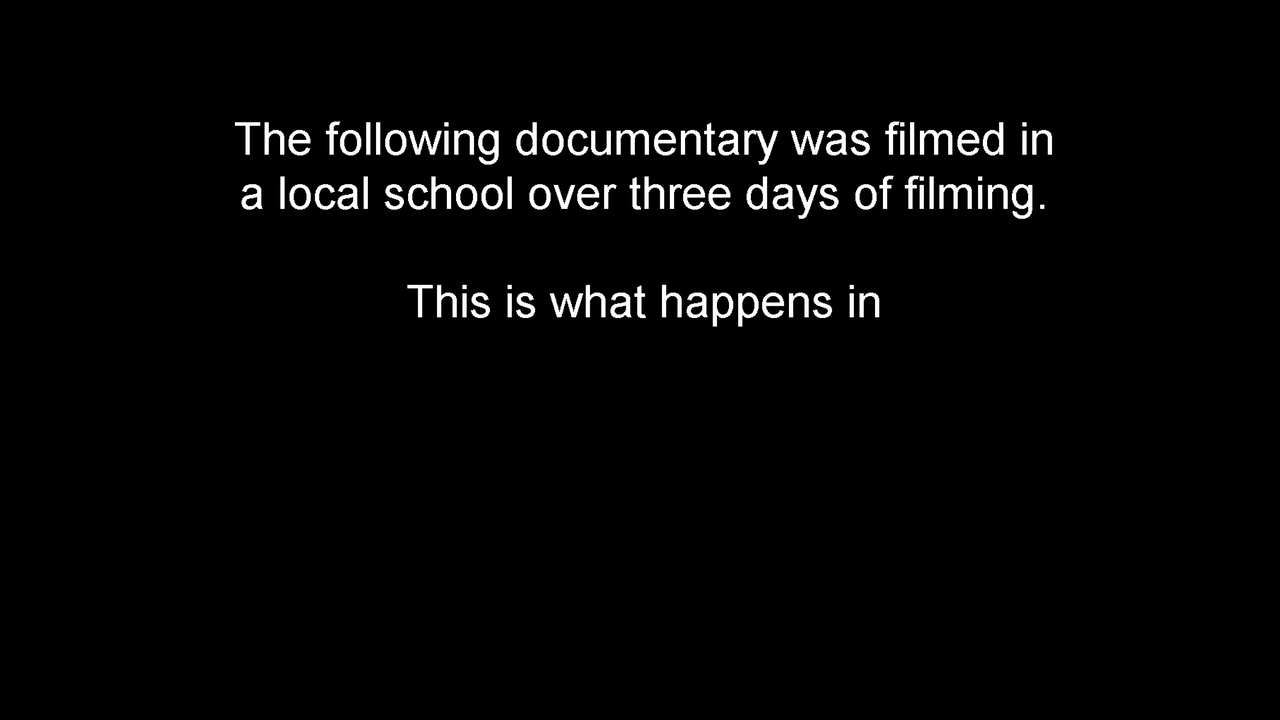 The following documentary was filmed in
a local school over three days of filming.
This is what happens in